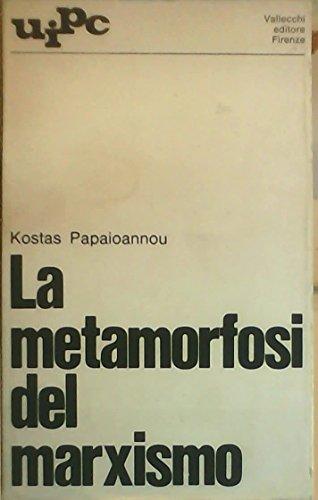 uipc
Vallecchi
editore
Firenze
Kostas Papaioannou
La
metamorfosi
del
marxismo